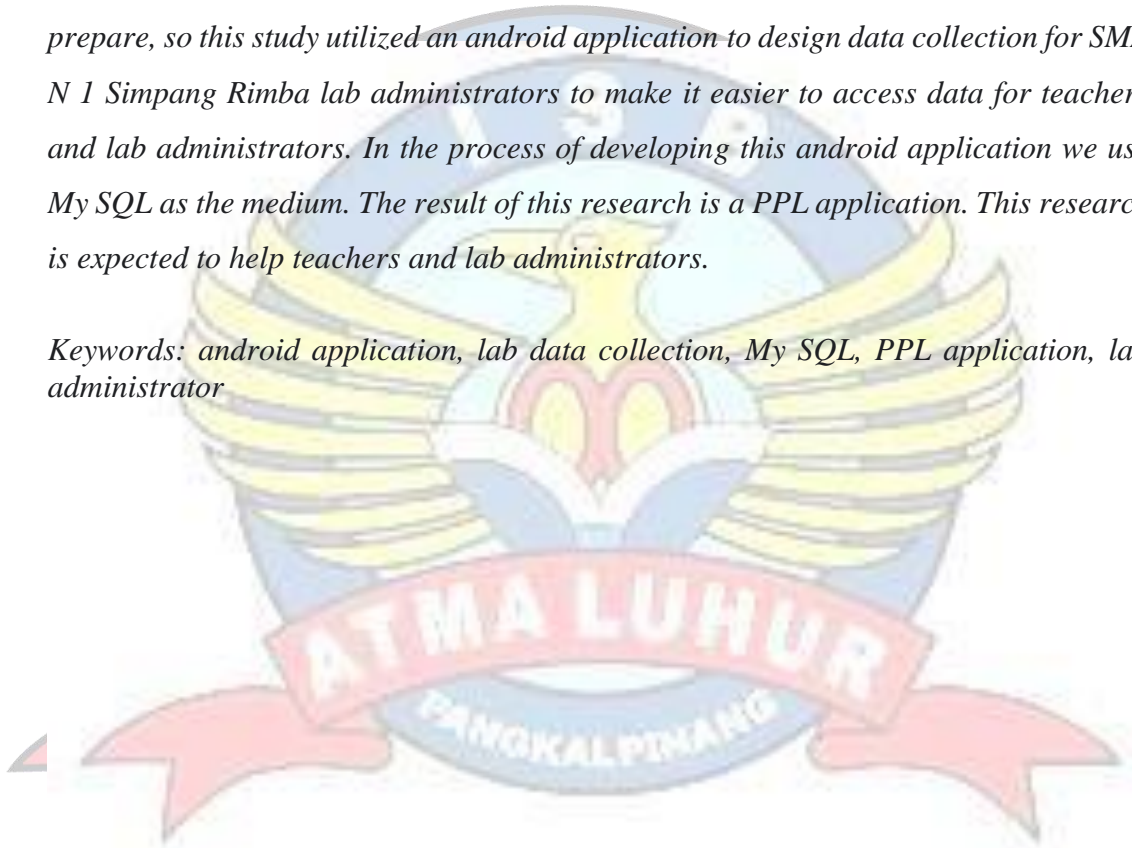 prepare, so this study utilized an android application to design data collection for SM
N 1 Simpang Rimba lab administrators to make it easier to access data for teacher
and lab administrators. In the process of developing this android application we us
My SQL as the medium. The result of this research is a PPL application. This researc
is expected to help teachers and lab administrators.
Keywords: android application, lab data collection, My SQL, PPL application, la
administrator
I S B
ATMA LUHUR
PANGKALPINANG